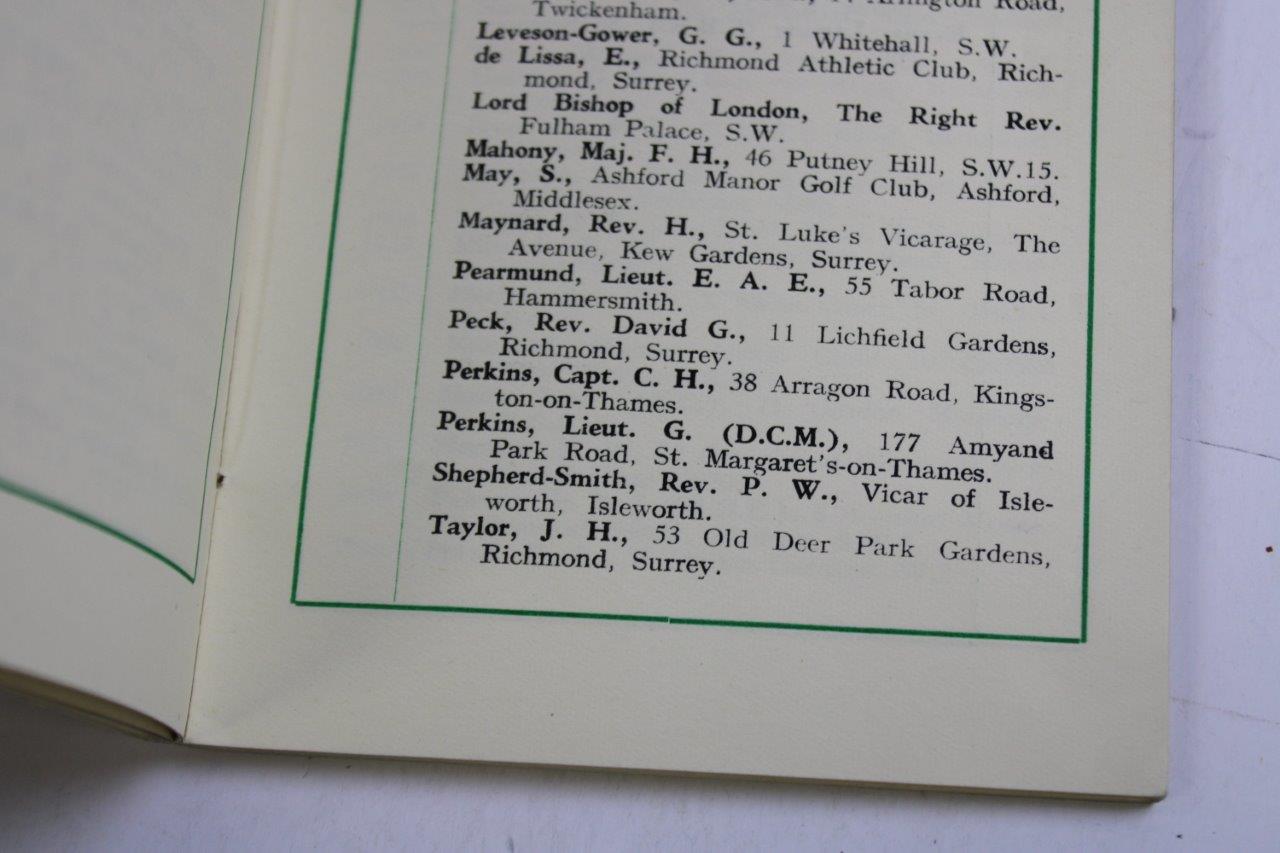 Road,
Twickenham.
Leveson-Gower, G. G., 1 Whitehall, S.W.
de Lissa, E., Richmond Athletic Club, Rich-
mond, Surrey.
Lord Bishop of London, The Right Rev.
Fulham Palace, S.W.
Mahony, Maj. F. H., 46 Putney Hill, S.W.15.
May, S., Ashford Manor Golf Club, Ashford,
Middlesex.
Maynard, Rev. H., St. Luke's Vicarage, The
Avenue, Kew Gardens, Surrey.
Pearmund, Lieut. E. A. E., 55 Tabor Road,
Hammersmith.
Peck, Rev. David G., 11 Lichfield Gardens,
Richmond, Surrey.
Perkins, Capt. C. H., 38 Arragon Road, Kings-
ton-on-Thames.
Perkins, Lieut. G. (D.C.M.), 177 Amyand
Park Road, St. Margaret's-on-Thames.
Shepherd-Smith, Rev. P. W., Vicar of Isle-
worth, Isleworth.
Taylor, J. H., 53 Old Deer Park Gardens,
Richmond, Surrey.